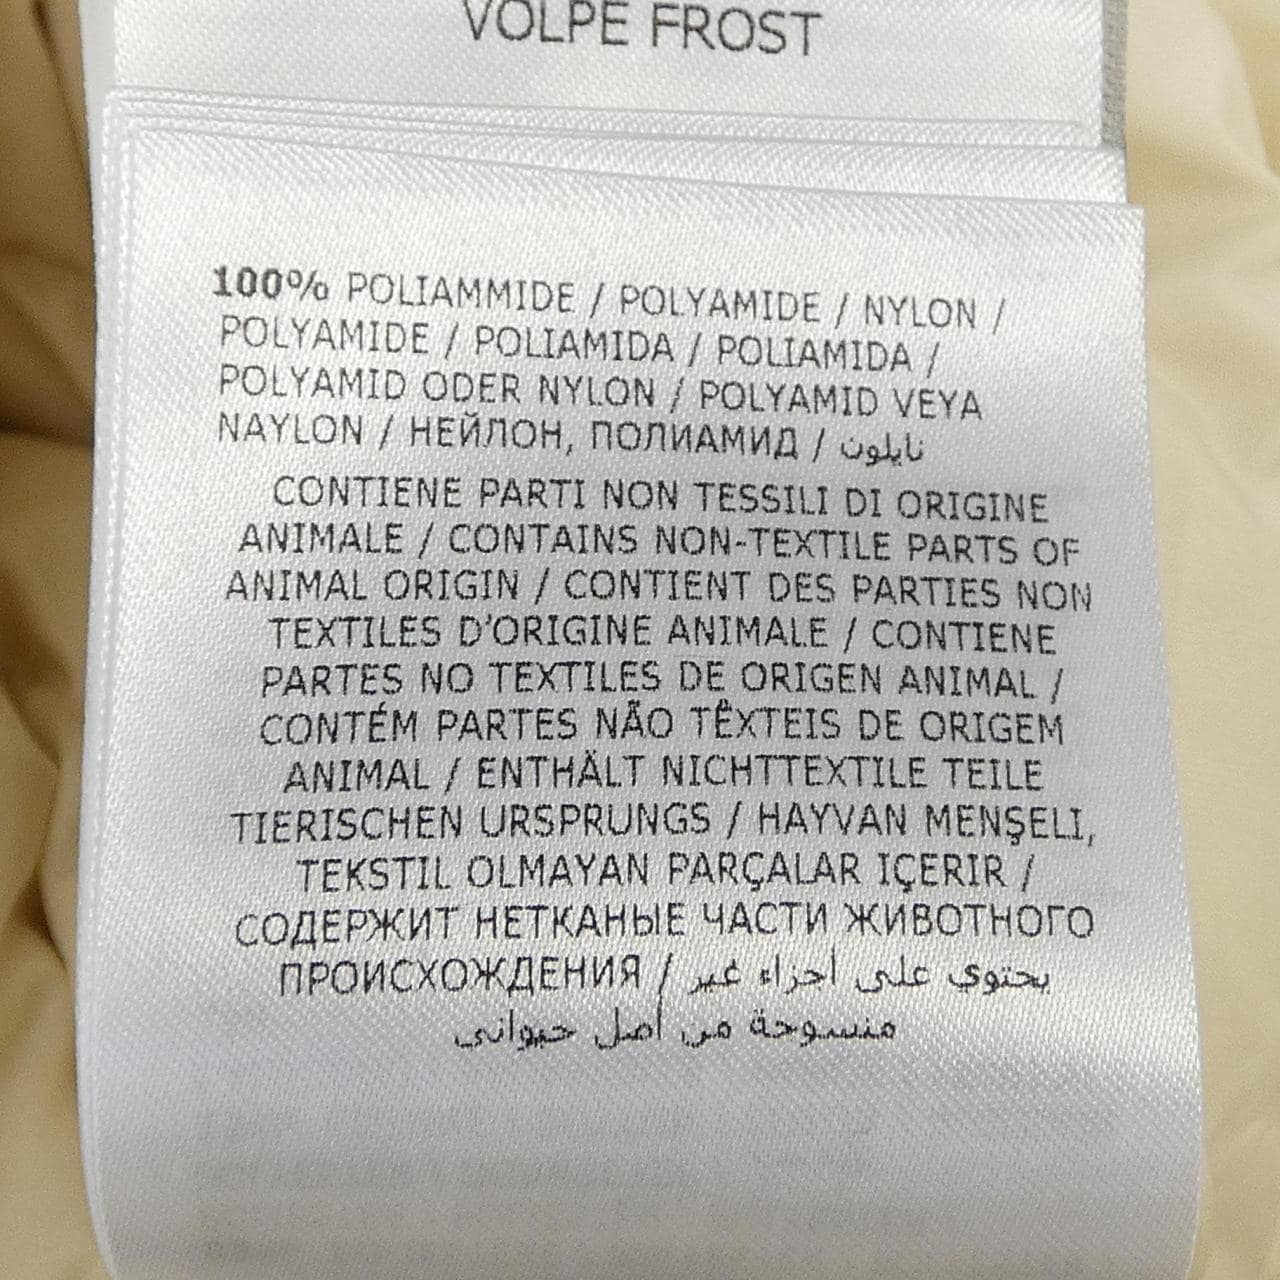 VOLPE FROST
100% POLIAMMIDE / POLYAMIDE / NYLON /
POLYAMIDE / POLIAMIDA / POLIAMIDA /
POLYAMID ODER NYLON / POLYAMID VEYA
NAYLON / НЕЙЛОН, ПОЛИАМИД / نايلون
CONTIENE PARTI NON TESSILI DI ORIGINE
ANIMALE / CONTAINS NON-TEXTILE PARTS OF
ANIMAL ORIGIN / CONTIENT DES PARTIES NON
TEXTILES D'ORIGINE ANIMALE / CONTIENE
PARTES NO TEXTILES DE ORIGEN ANIMAL /
CONTÉM PARTES NÃO TÊXTEIS DE ORIGEM
ANIMAL / ENTHÄLT NICHTTEXTILE TEILE
TIERISCHEN URSPRUNGS / HAYVAN MENŞELI,
TEKSTIL OLMAYAN PARÇALAR IÇERIR /
СОДЕРЖИТ НЕТКАНЫЕ ЧАСТИ ЖИВОТНОГО
ПРОИСХОЖДЕНИЯ / يحتوي على أجزاء غير
منسوجة من أصل حيواني